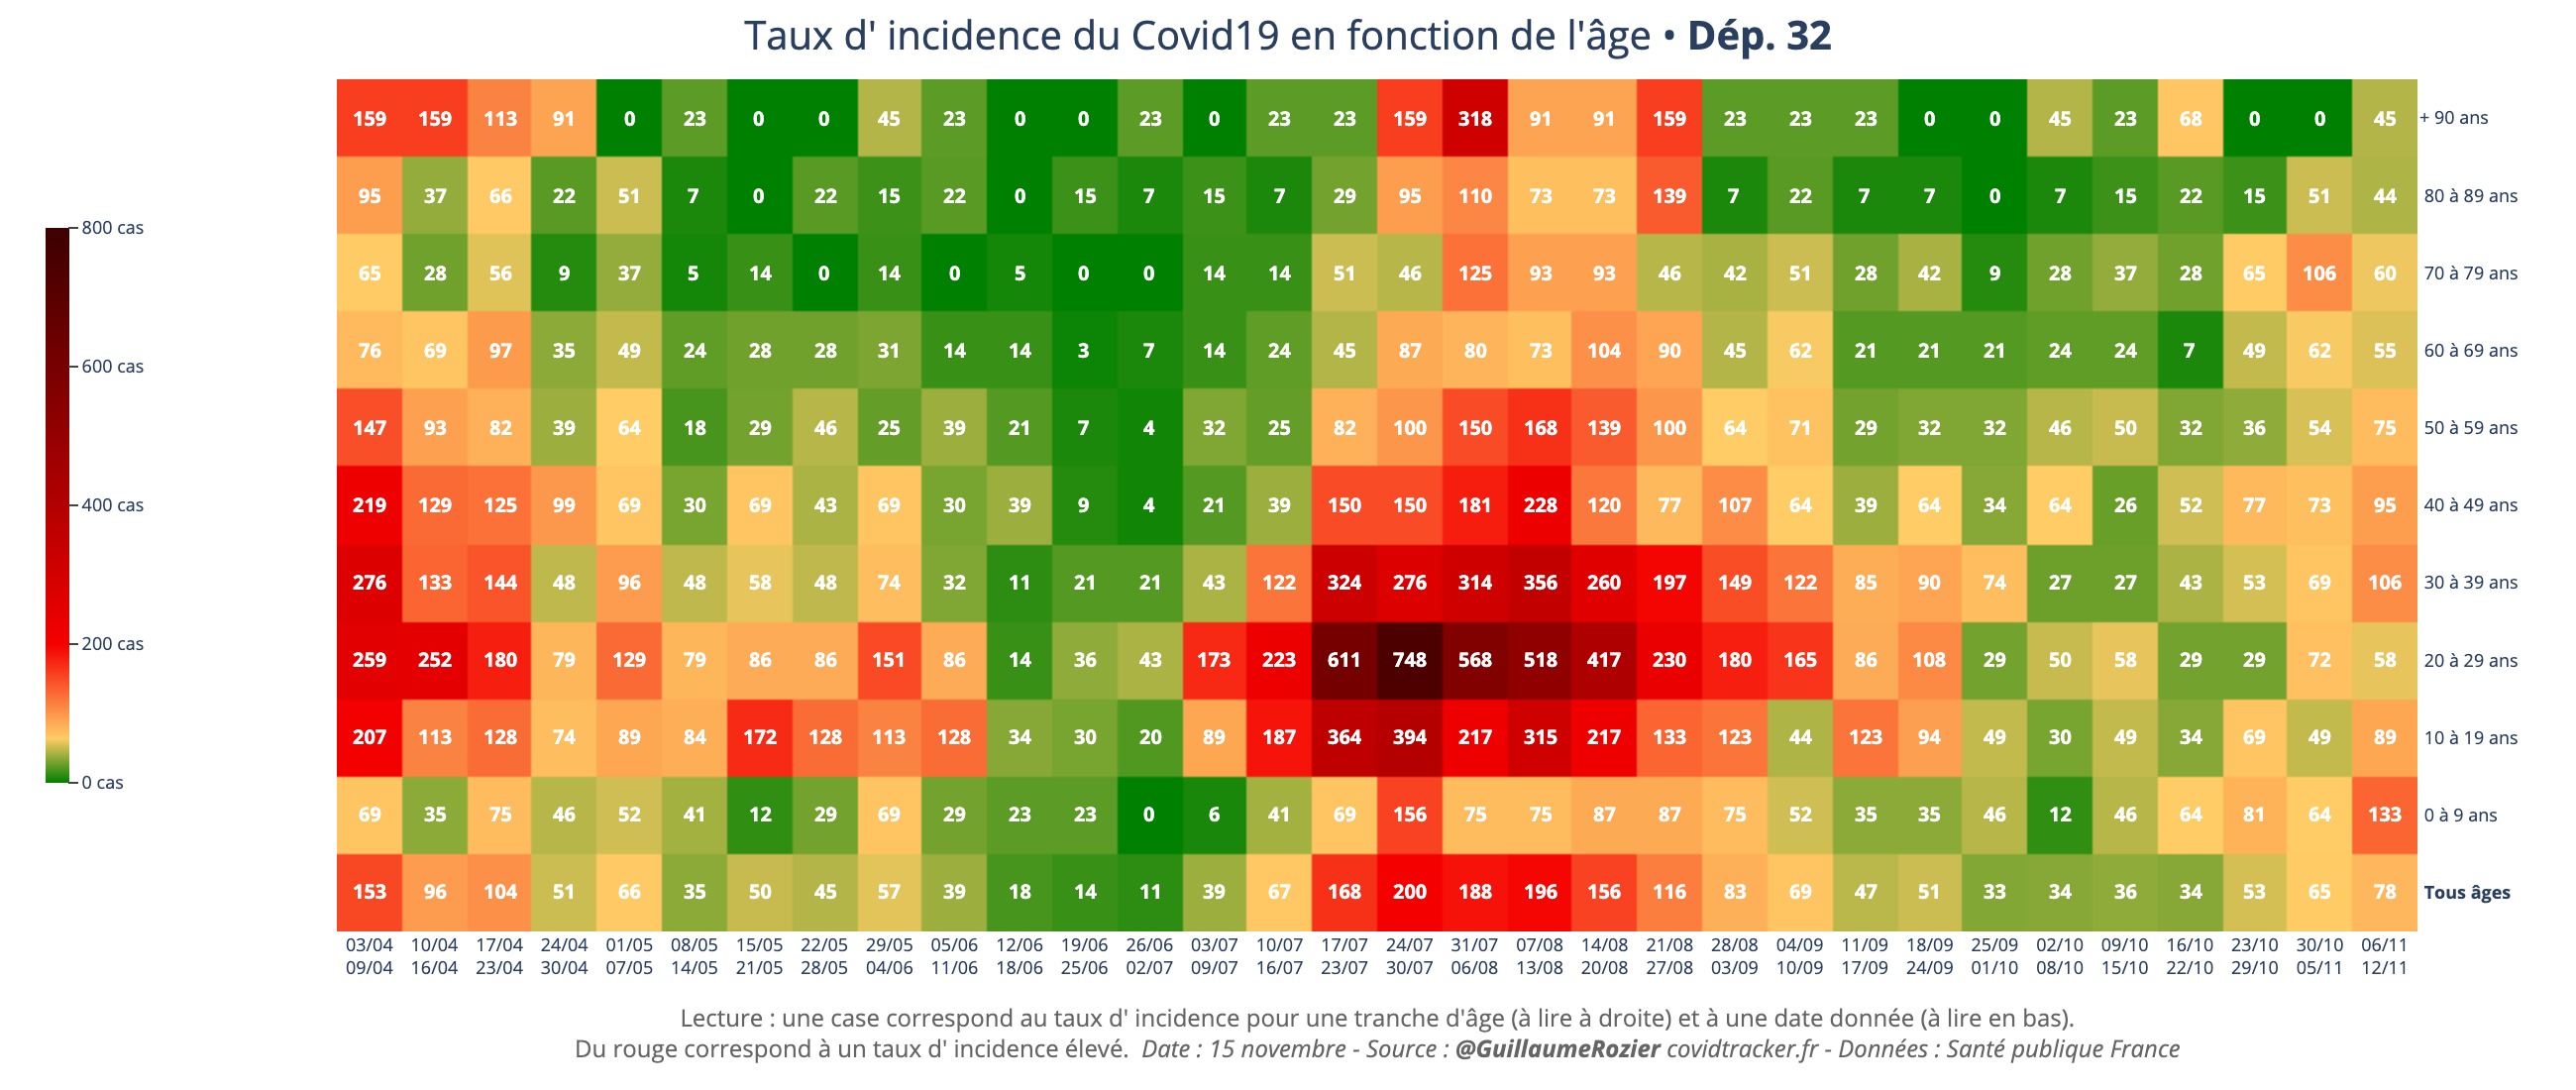 Taux d' incidence du Covid19 en fonction de l'âge • Dép. 32
800 cas
600 cas
400 cas
200 cas
0 cas
159 159 113 91 0 23 0 0 45 23 0 0 23 0 23 23 159 318 91 91 159 23 23 23 0 0 45 23 68 0 0 45 + 90 ans
95 37 66 22 51 7 0 22 15 22 0 15 7 15 7 29 95 110 73 73 139 7 22 7 7 0 7 15 22 15 51 44 80 à 89 ans
65 28 56 9 37 5 14 0 14 0 5 0 0 14 14 51 46 125 93 93 46 42 51 28 42 9 28 37 28 65 106 60 70 à 79 ans
76 69 97 35 49 24 28 28 31 14 14 3 7 14 24 45 87 80 73 104 90 45 62 21 21 21 24 24 7 49 62 55 60 à 69 ans
147 93 82 39 64 18 29 46 25 39 21 7 4 32 25 82 100 150 168 139 100 64 71 29 32 32 46 50 32 36 54 75 50 à 59 ans
219 129 125 99 69 30 69 43 69 30 39 9 4 21 39 150 150 181 228 120 77 107 64 39 64 34 64 26 52 77 73 95 40 à 49 ans
276 133 144 48 96 48 58 48 74 32 11 21 21 43 122 324 276 314 356 260 197 149 122 85 90 74 27 27 43 53 69 106 30 à 39 ans
259 252 180 79 129 79 86 86 151 86 14 36 43 173 223 611 748 568 518 417 230 180 165 86 108 29 50 58 29 29 72 58 20 à 29 ans
207 113 128 74 89 84 172 128 113 128 34 30 20 89 187 364 394 217 315 217 133 123 44 123 94 49 30 49 34 69 49 89 10 à 19 ans
69 35 75 46 52 41 12 29 69 29 23 23 0 6 41 69 156 75 75 87 87 75 52 35 35 46 12 46 64 81 64 133 0 à 9 ans
153 96 104 51 66 35 50 45 57 39 18 14 11 39 67 168 200 188 196 156 116 83 69 47 51 33 34 36 34 53 65 78 Tous âges
03/04 10/04 17/04 24/04 01/05 08/05 15/05 22/05 29/05 05/06 12/06 19/06 26/06 03/07 10/07 17/07 24/07 31/07 07/08 14/08 21/08 28/08 04/09 11/09 18/09 25/09 02/10 09/10 16/10 23/10 30/10 06/11
09/04 16/04 23/04 30/04 07/05 14/05 21/05 28/05 04/06 11/06 18/06 25/06 02/07 09/07 16/07 23/07 30/07 06/08 13/08 20/08 27/08 03/09 10/09 17/09 24/09 01/10 08/10 15/10 22/10 29/10 05/11 12/11
Lecture : une case correspond au taux d' incidence pour une tranche d'âge (à lire à droite) et à une date donnée (à lire en bas).
Du rouge correspond à un taux d' incidence élevé. Date : 15 novembre - Source : @GuillaumeRozier covidtracker.fr - Données : Santé publique France